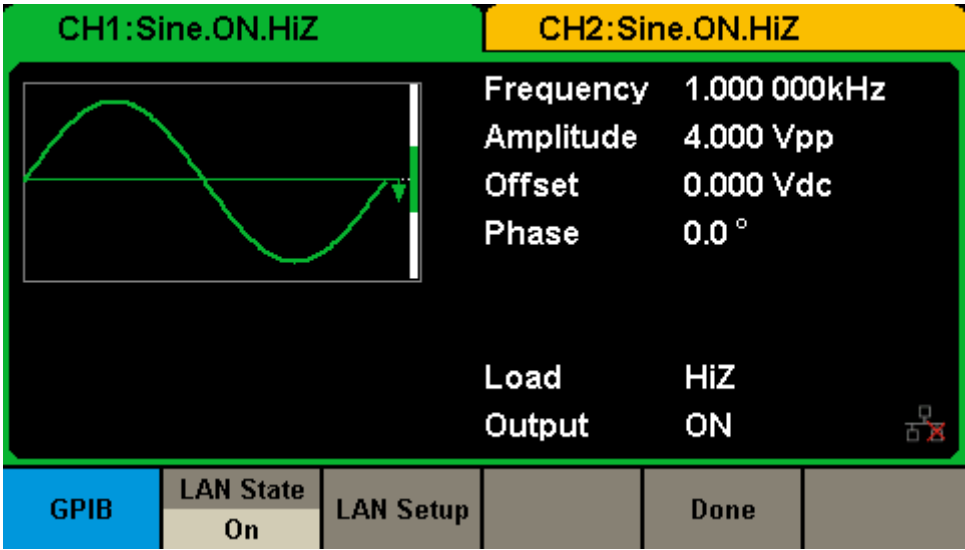 CH1:Sine.ON.HiZ
CH2:Sine.ON.HiZ
Frequency 1.000 000kHz
Amplitude 4.000 Vpp
Offset 0.000 Vdc
Phase 0.0 °
Load HiZ
Output ON
GPIB
LAN State
On
LAN Setup
Done